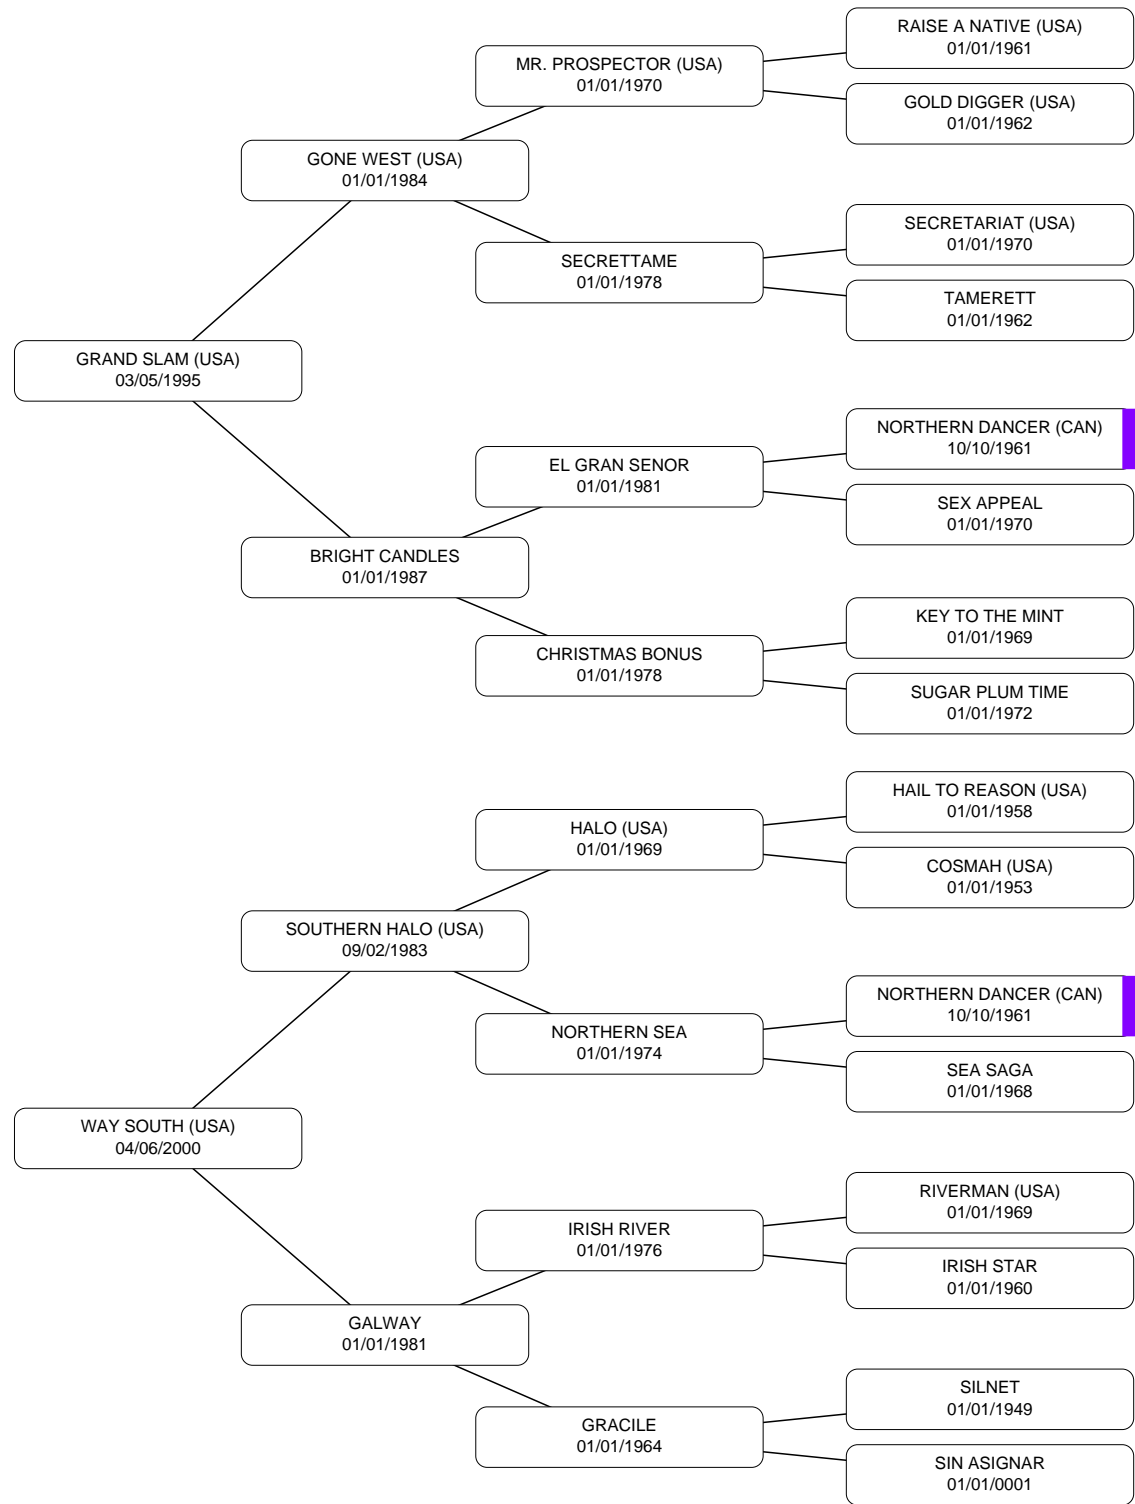 RAISE A NATIVE (USA)
01/01/1961
MR. PROSPECTOR (USA)
01/01/1970
GOLD DIGGER (USA)
01/01/1962
GONE WEST (USA)
01/01/1984
SECRETARIAT (USA)
01/01/1970
SECRETTAME
01/01/1978
TAMERETT
01/01/1962
GRAND SLAM (USA)
03/05/1995
NORTHERN DANCER (CAN)
10/10/1961
EL GRAN SENOR
01/01/1981
SEX APPEAL
01/01/1970
BRIGHT CANDLES
01/01/1987
KEY TO THE MINT
01/01/1969
CHRISTMAS BONUS
01/01/1978
SUGAR PLUM TIME
01/01/1972
HAIL TO REASON (USA)
01/01/1958
HALO (USA)
01/01/1969
COSMAH (USA)
01/01/1953
SOUTHERN HALO (USA)
09/02/1983
NORTHERN DANCER (CAN)
10/10/1961
NORTHERN SEA
01/01/1974
SEA SAGA
01/01/1968
WAY SOUTH (USA)
04/06/2000
RIVERMAN (USA)
01/01/1969
IRISH RIVER
01/01/1976
IRISH STAR
01/01/1960
GALWAY
01/01/1981
SILNET
01/01/1949
GRACILE
01/01/1964
SIN ASIGNAR
01/01/0001